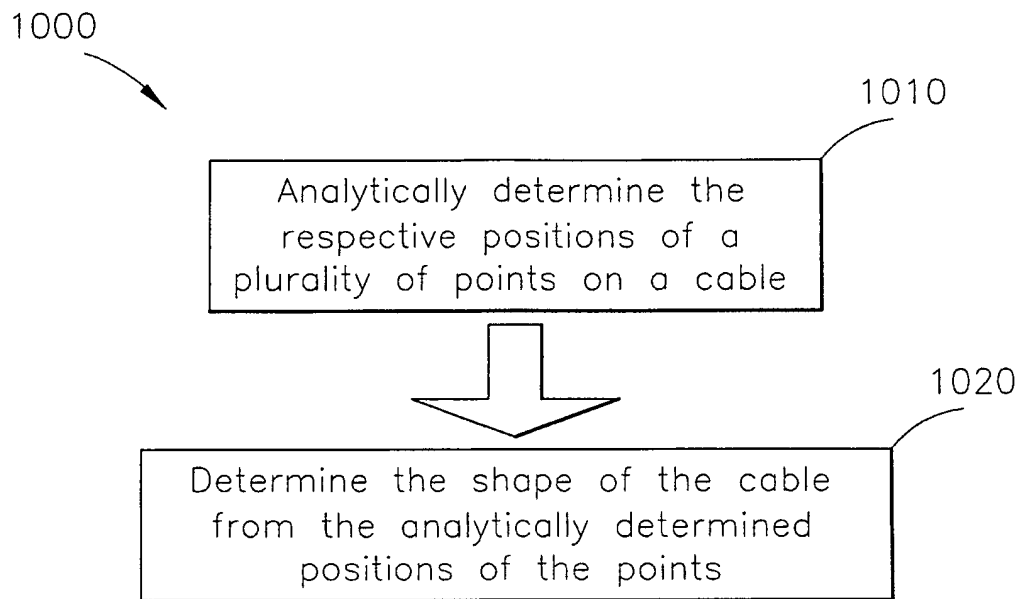 1000
1010
Analytically determine the
respective positions of a
plurality of points on a cable
1020
Determine the shape of the cable
from the analytically determined
positions of the points